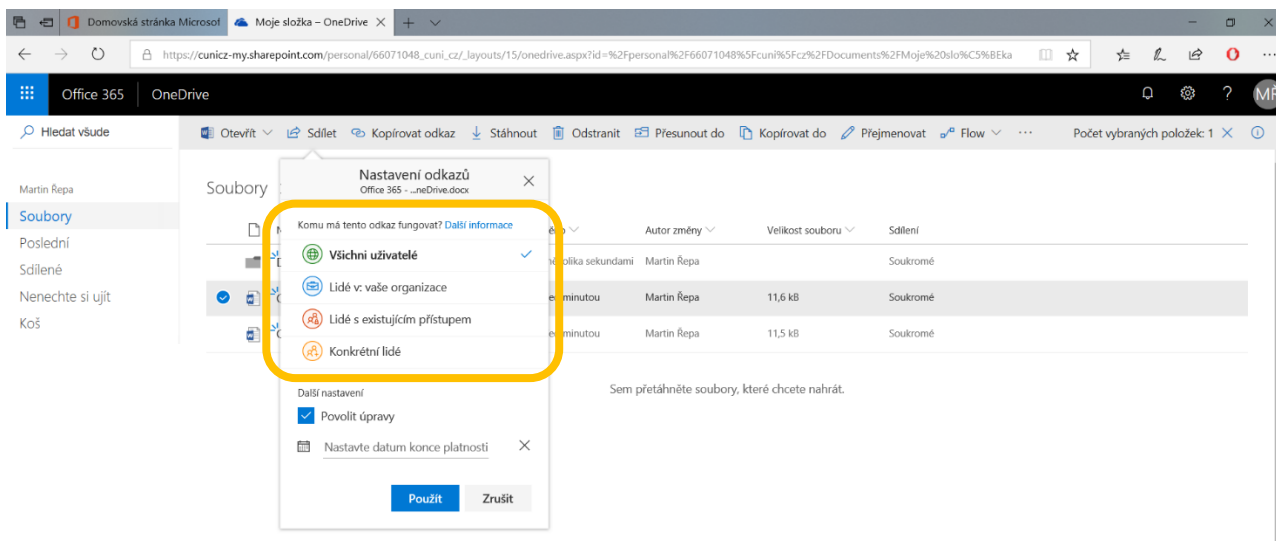 Domovská stránka Microsof
Moje složka – OneDrive
https://cunicz-my.sharepoint.com/personal/66071048_cuni_cz/_layouts/15/onedrive.aspx?id=%2Fpersonal%2F66071048%5Fcuni%5Fcz%2FDocuments%2FMoje%20slo%C5%BEka
Office 365 OneDrive ? MŘ
Hledat všude Otevřít Sdílet Kopírovat odkaz Stáhnout Odstranit Přesunout do Kopírovat do Přejmenovat Flow ··· Počet vybraných položek: 1
Nastavení odkazů
Office 365 - ...neDrive.docx
Martin Řepa
Soubory
Soubory
Poslední
Sdílené
Nenechte si ujít
Koš
Komu má tento odkaz fungovat? Další informace
Všichni uživatelé
Lidé v: vaše organizace
Lidé s existujícím přístupem
Konkrétní lidé
Autor změny Velikost souboru Sdílení
několika sekundami Martin Řepa Soukromé
minutou Martin Řepa 11,6 kB Soukromé
minutou Martin Řepa 11,5 kB Soukromé
Sem přetáhněte soubory, které chcete nahrát.
Další nastavení
Povolit úpravy
Nastavte datum konce platnosti
Použít Zrušit